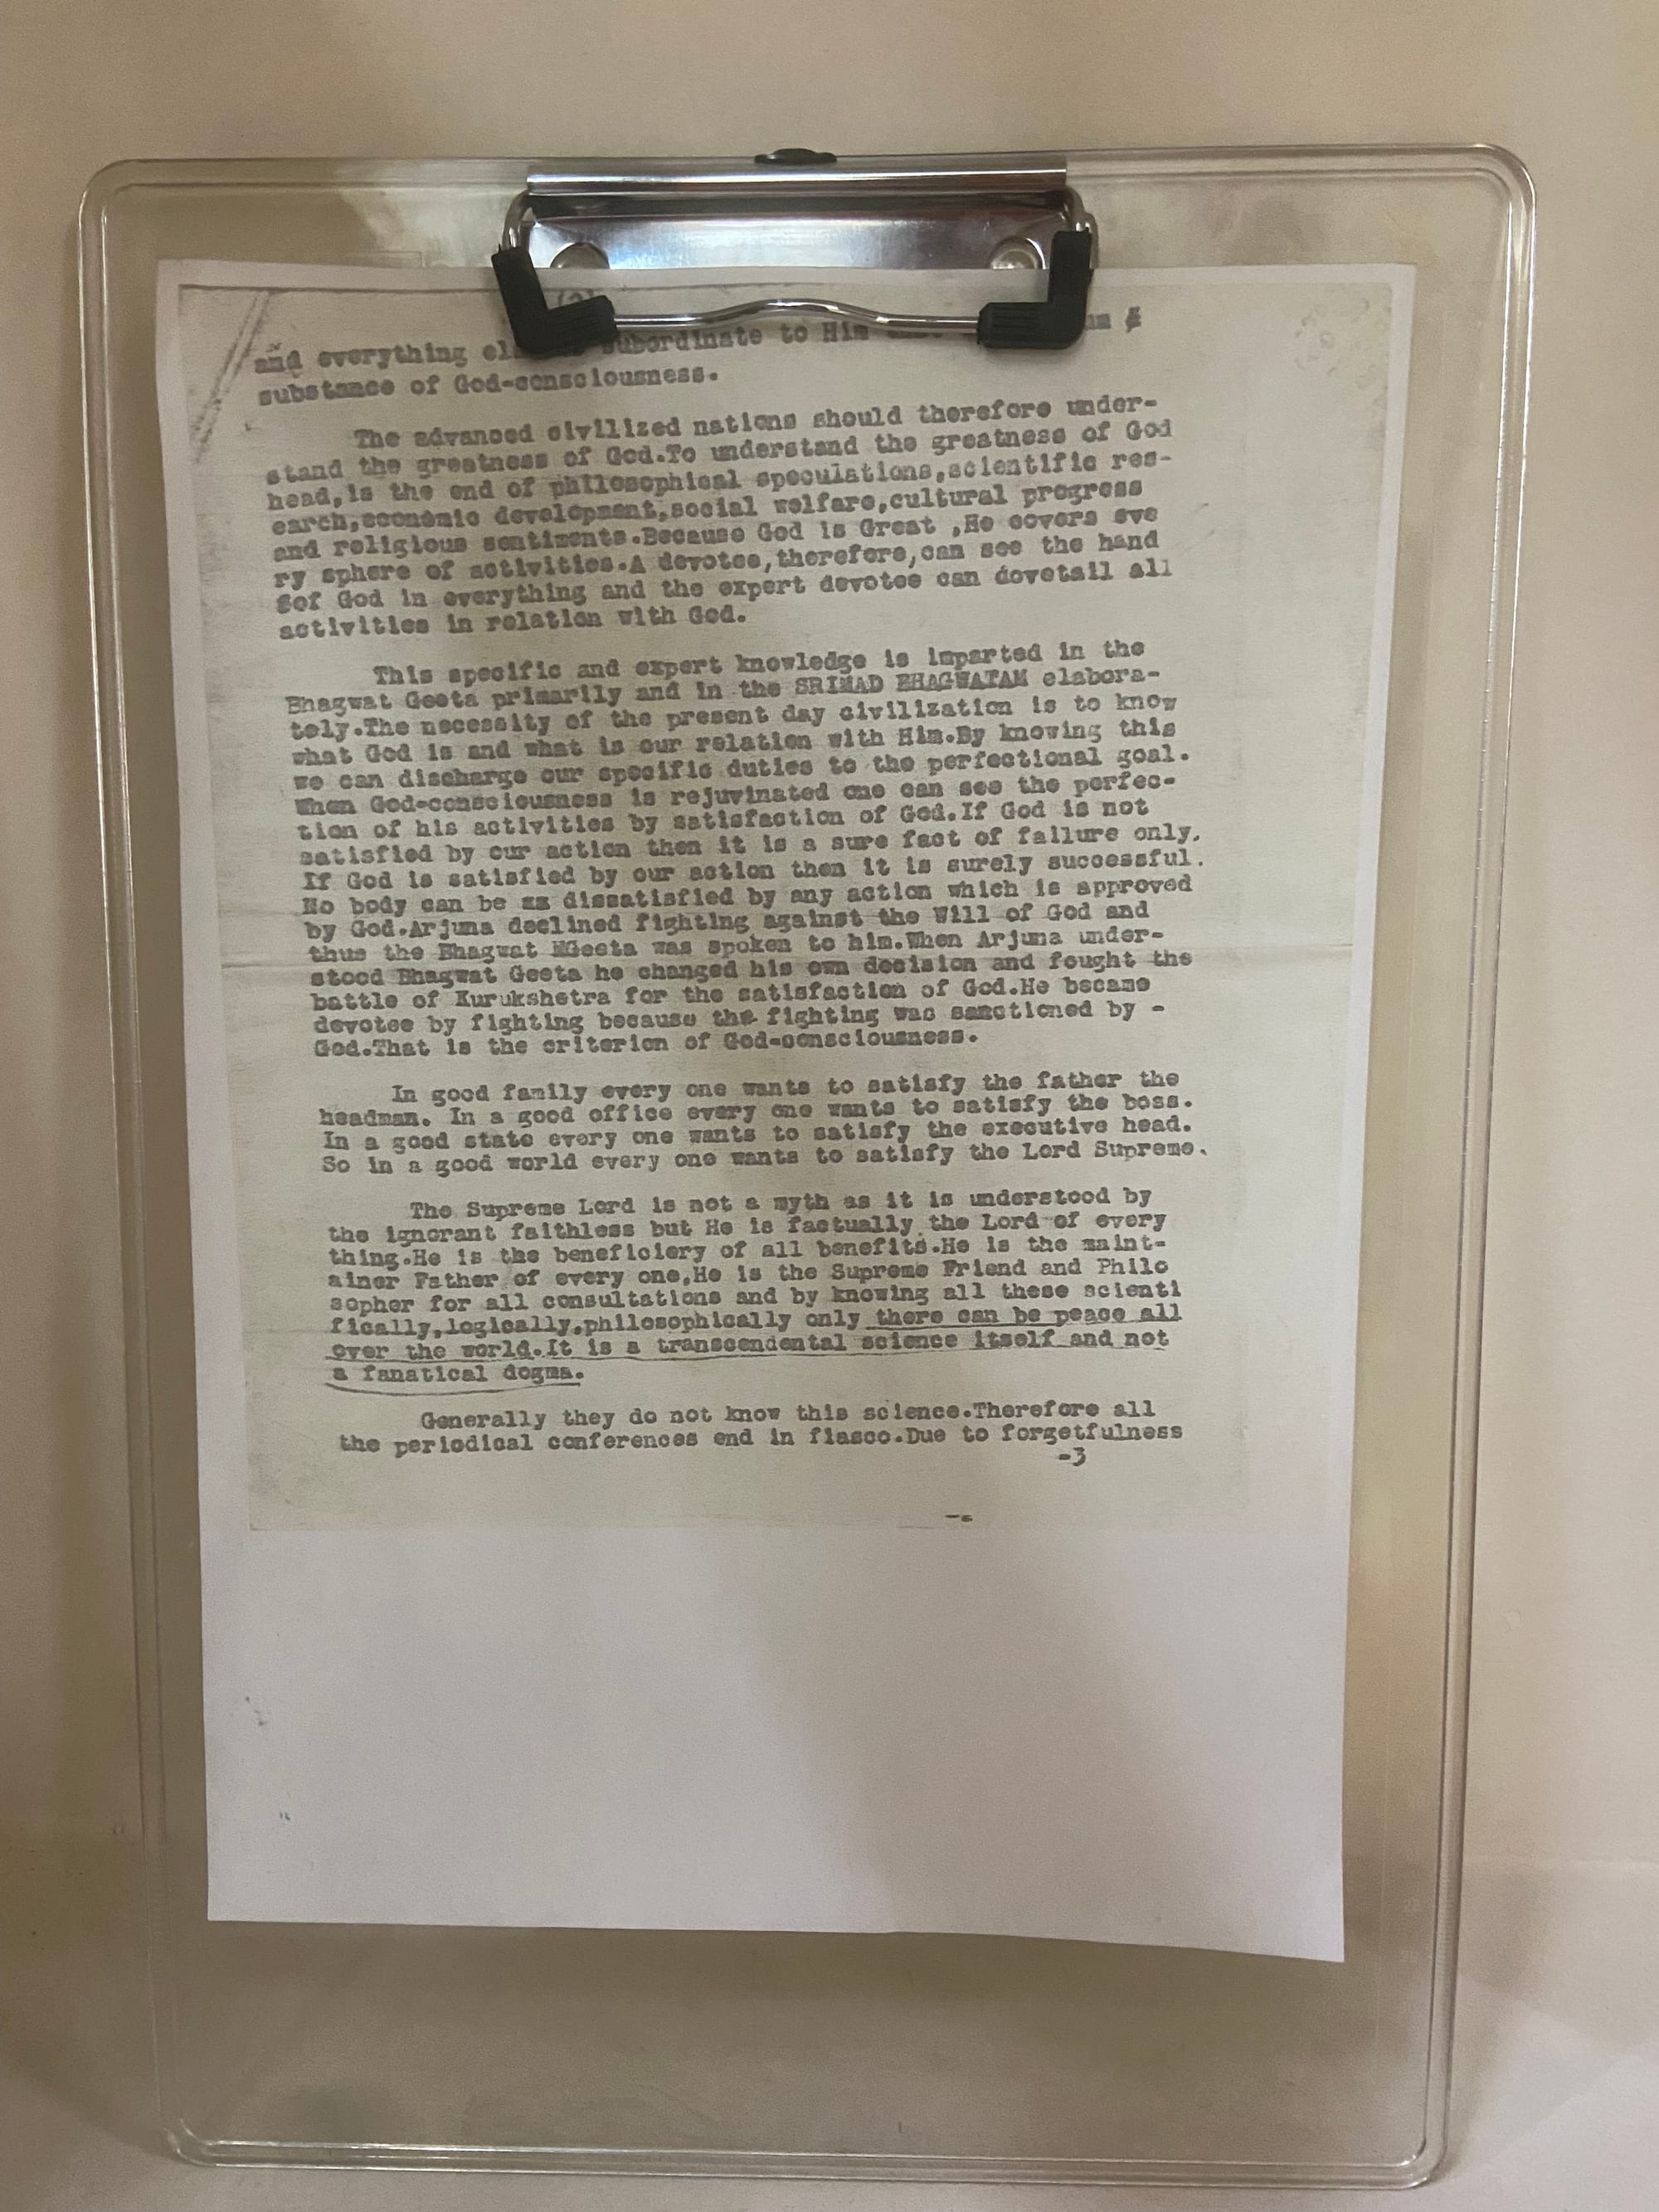 and everything subordinate to Him
substance of God-consciousness.
The advanced civilized nations should therefore under-
stand the greatness of God.To understand the greatness of God
head,is the end of philosophical speculations,scientific res-
earch,economic development,social welfare,cultural progress
and religious sentiments.Because God is Great ,He covers eve
ry sphere of activities.A devotee,therefore,can see the hand
Sof God in everything and the expert devotee can dovetail all
activities in relation with God.
This specific and expert knowledge is imparted in the
Bhagwat Geeta primarily and in the SRIMAD BHAGWATAM elabora-
tely.The necessity of the present day civilization is to know
what God is and what is our relation with Him.By knowing this
we can discharge our specific duties to the perfectional goal.
When God-consciousness is rejuvinated one can see the perfec-
tion of his activities by satisfaction of God.If God is not
satisfied by our action then it is a sure fact of failure only.
If God is satisfied by our action then it is surely successful.
No body can be xx dissatisfied by any action which is approved
by God.Arjuna declined fighting against the Will of God and
thus the Bhagwat MGeeta was spoken to him.When Arjuna under-
stood Bhagwat Geeta he changed his own decision and fought the
battle of Kurukshetra for the satisfaction of God.He became
devotee by fighting because the fighting was sanctioned by -
God.That is the criterion of God-consciousness.
In good family every one wants to satisfy the father the
headman. In a good office every one wants to satisfy the boss.
In a good state every one wants to satisfy the executive head.
So in a good world every one wants to satisfy the Lord Supreme.
The Supreme Lord is not a myth as it is understood by
the ignorant faithless but He is factually the Lord of every
thing.He is the beneficiery of all benefits.He is the maint-
ainer Father of every one,He is the Supreme Friend and Philo
sopher for all consultations and by knowing all these scienti
fically,logically,philosophically only there can be peace all
over the world.It is a transcendental science itself and not
a fanatical dogma.
Generally they do not know this science.Therefore all
the periodical conferences end in fiasco.Due to forgetfulness
-3